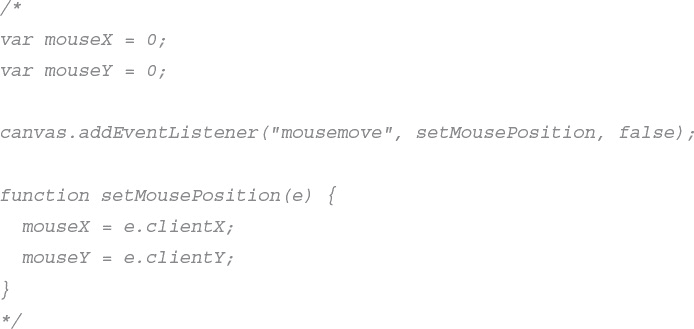 /*
var mouseX = 0;
var mouseY = 0;
canvas.addEventListener("mousemove", setMousePosition, false);
function setMousePosition(e) {
  mouseX = e.clientX;
  mouseY = e.clientY;
}
*/